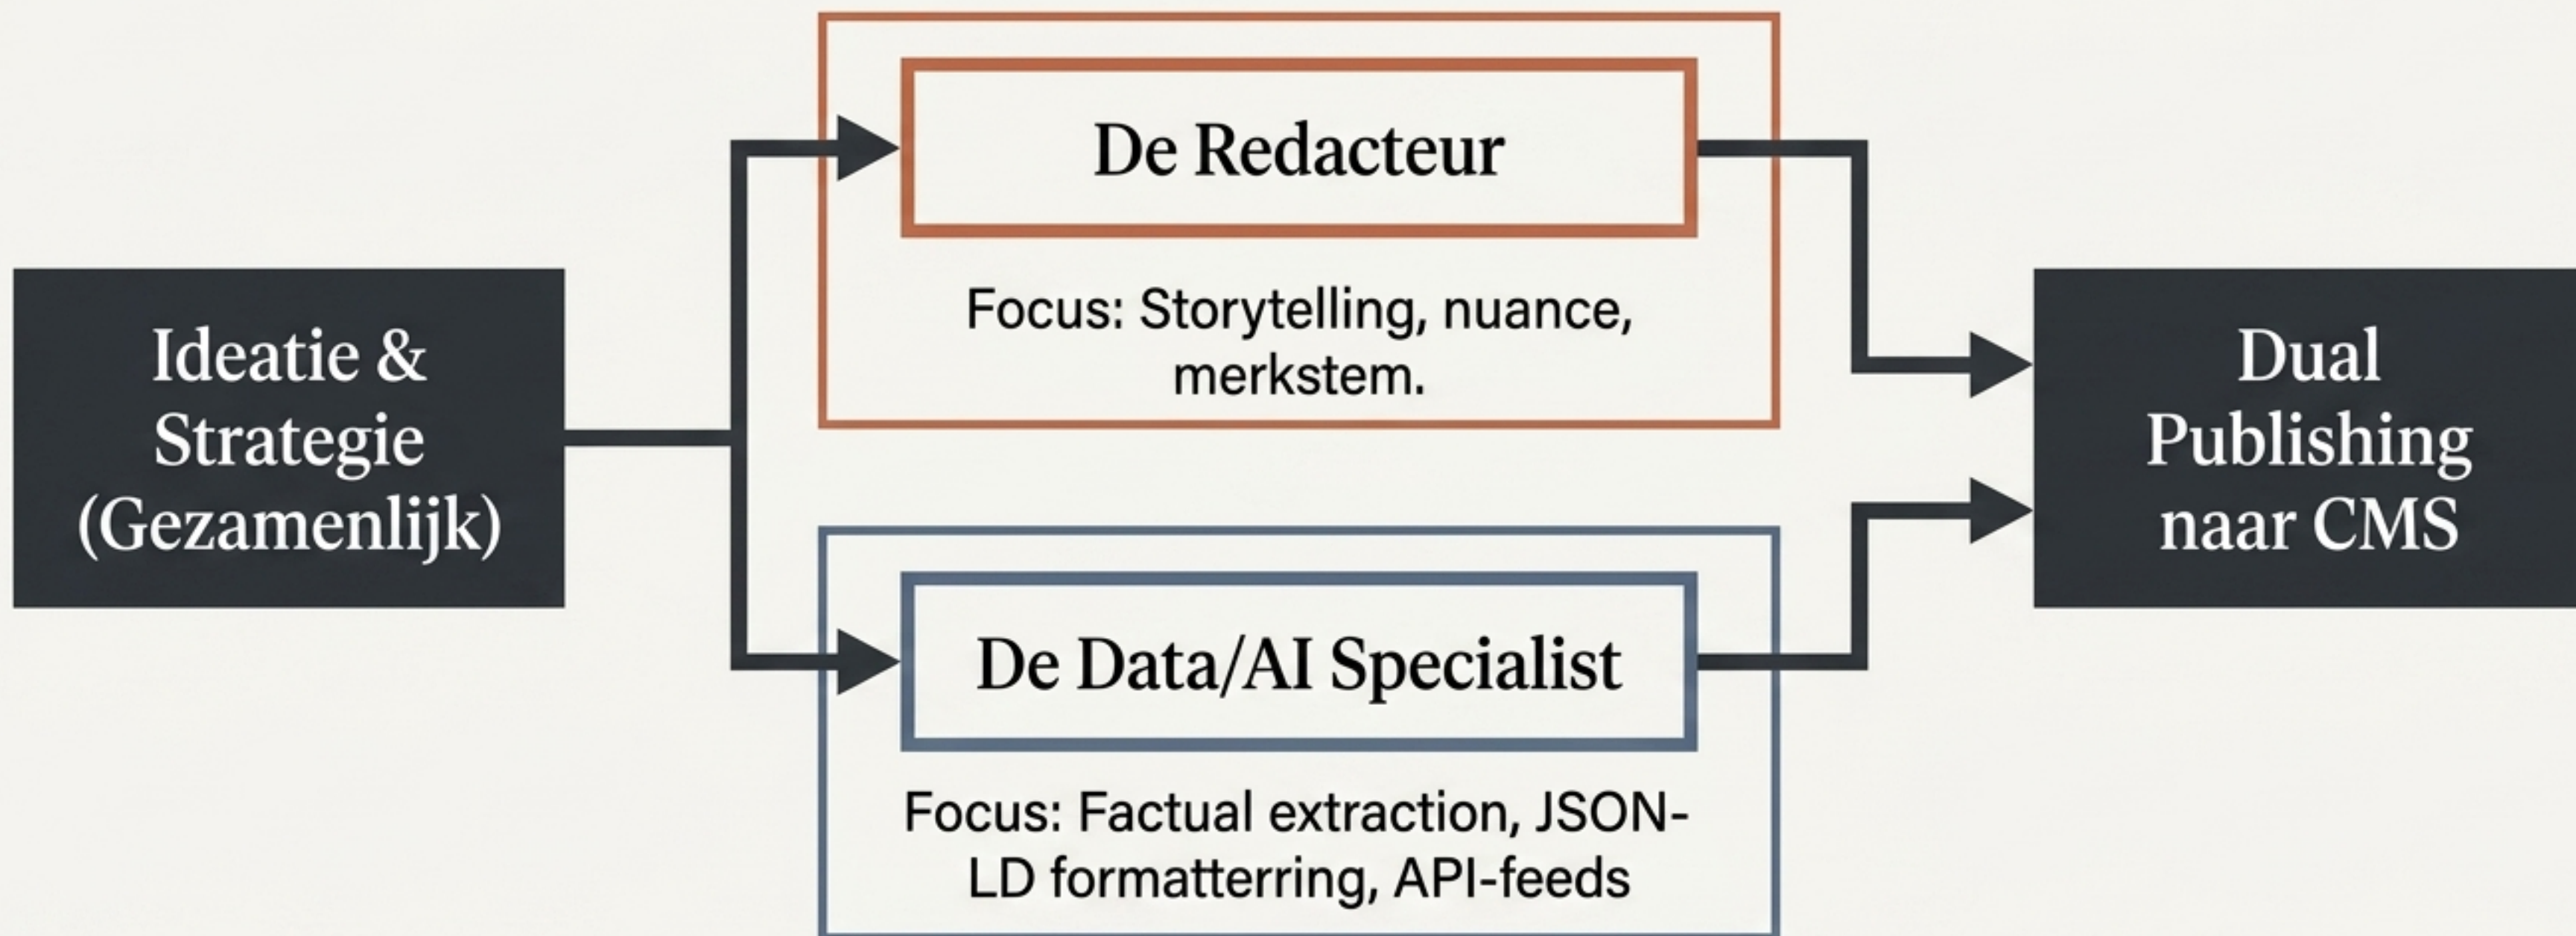 Ideatie &
Strategie
(Gezamenlijk)
De Redacteur
Focus: Storytelling, nuance,
merkstem.
De Data/AI Specialist
Focus: Factual extraction, JSON-
LD formatterring, API-feeds
Dual
Publishing
naar CMS